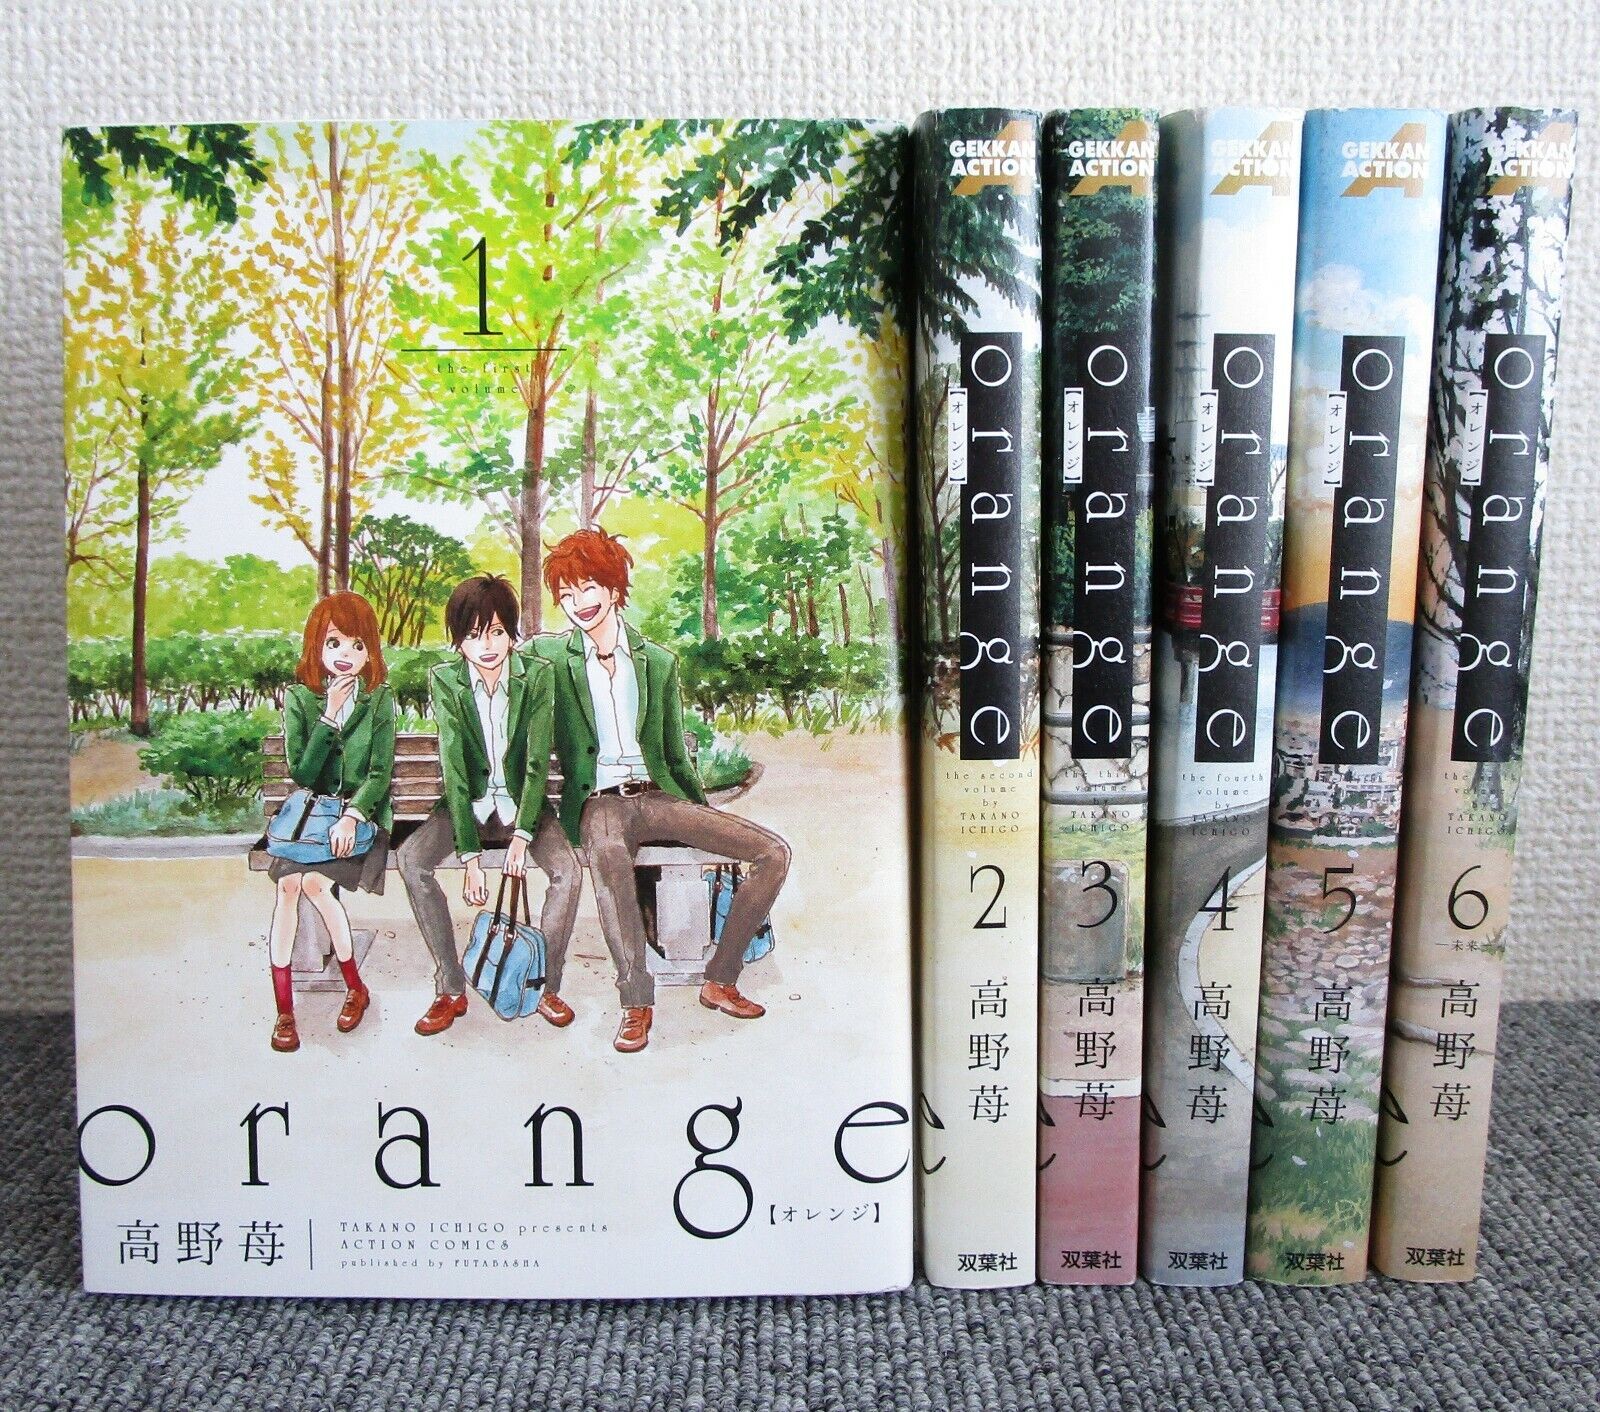 1
the first
volume
orange
【オレンジ】
高野苺
TAKANO ICHIGO presents
ACTION COMICS
published by FUTABASHA
GEKKAN
ACTION
orange
【オレンジ】
the second
volume
by
TAKANO
ICHIGO
2
高野苺
双葉社
GEKKAN
ACTION
orange
【オレンジ】
the third
volume
by
TAKANO
ICHIGO
3
高野苺
双葉社
GEKKAN
ACTION
orange
【オレンジ】
the fourth
volume
by
TAKANO
ICHIGO
4
高野苺
双葉社
GEKKAN
ACTION
orange
【オレンジ】
5
高野苺
双葉社
GEKKAN
ACTION
orange
【オレンジ】
volume
by
TAKANO
ICHIGO
6
—未来—
高野苺
双葉社